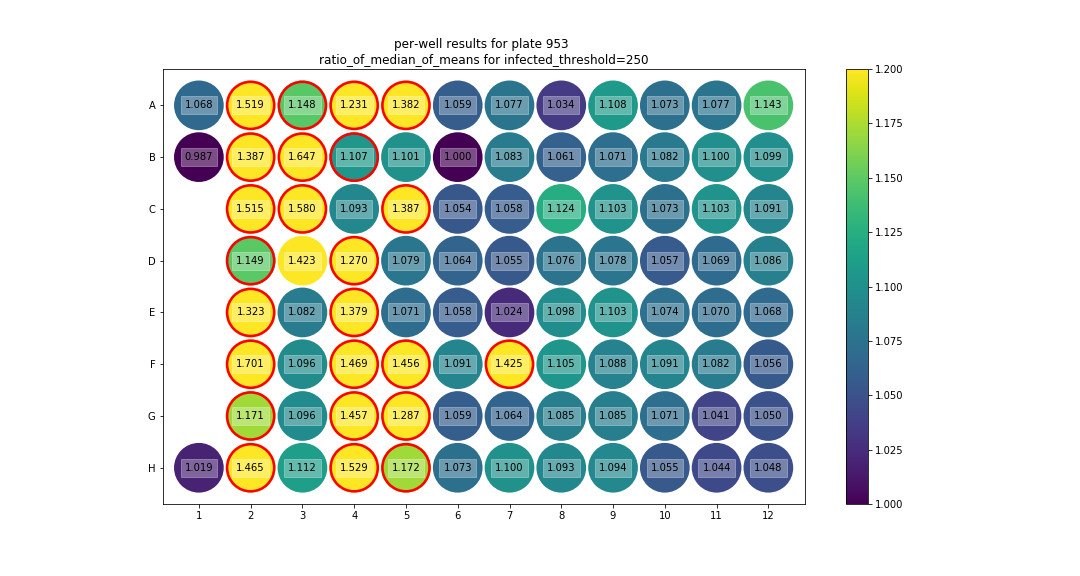 per-well results for plate 953
ratio_of_median_of_means for infected_threshold=250
A 1.068 1.519 1.148 1.231 1.382 1.059 1.077 1.034 1.108 1.073 1.077 1.143
B 0.987 1.387 1.647 1.107 1.101 1.000 1.083 1.061 1.071 1.082 1.100 1.099
C 1.515 1.580 1.093 1.387 1.054 1.058 1.124 1.103 1.073 1.103 1.091
D 1.149 1.423 1.270 1.079 1.064 1.055 1.076 1.078 1.057 1.069 1.086
E 1.323 1.082 1.379 1.071 1.058 1.024 1.098 1.103 1.074 1.070 1.068
F 1.701 1.096 1.469 1.456 1.091 1.425 1.105 1.088 1.091 1.082 1.056
G 1.171 1.096 1.457 1.287 1.059 1.064 1.085 1.085 1.071 1.041 1.050
H 1.019 1.465 1.112 1.529 1.172 1.073 1.100 1.093 1.094 1.055 1.044 1.048
1 2 3 4 5 6 7 8 9 10 11 12
1.200
1.175
1.150
1.125
1.100
1.075
1.050
1.025
1.000